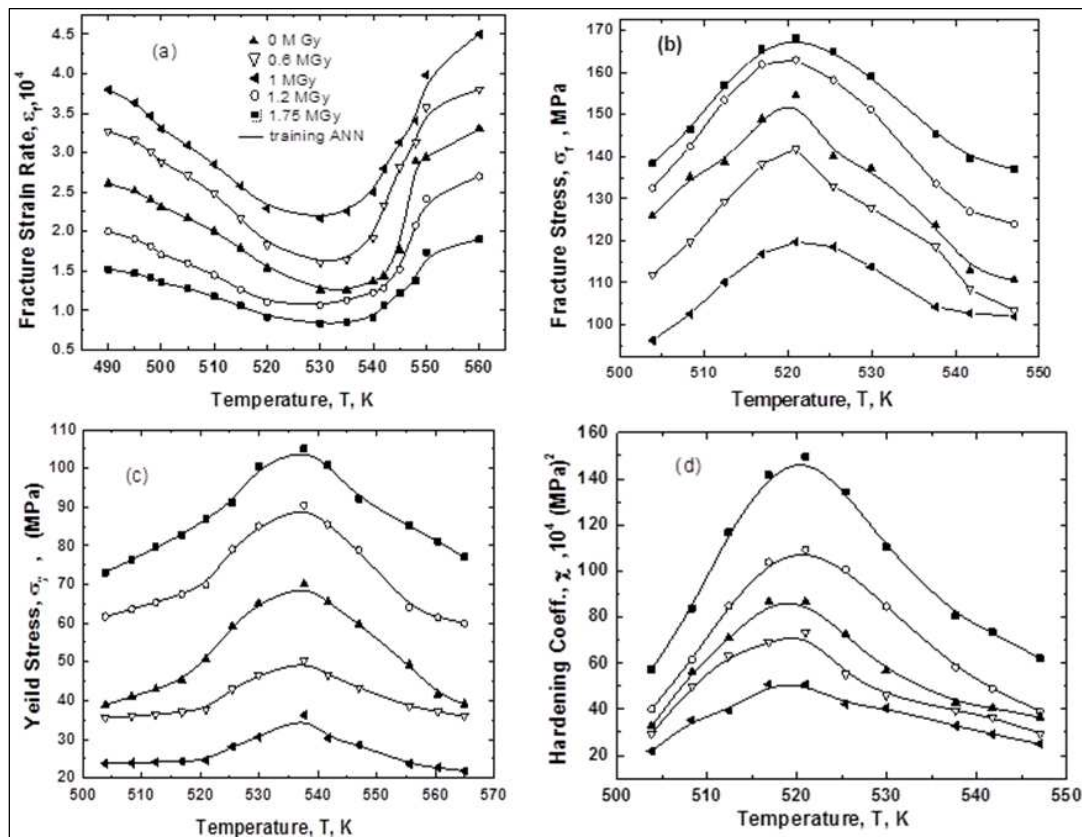 (a)
0 M Gy
0.6 MGy
1 MGy
1.2 MGy
1.75 MGy
training ANN
Fracture Strain Rate, εr,10⁴
4.5
4.0
3.5
3.0
2.5
2.0
1.5
1.0
0.5
490 500 510 520 530 540 550 560
Temperature, T, K
(b)
Fracture Stress, σf , MPa
170
160
150
140
130
120
110
100
500 510 520 530 540 550
Temperature, T, K
(c)
Yeild Stress, σy , (MPa)
110
100
90
80
70
60
50
40
30
20
500 510 520 530 540 550 560 570
Temperature, T, K
(d)
Hardening Coeff., χ ,10⁴ (MPa)²
160
140
120
100
80
60
40
20
500 510 520 530 540 550
Temperature, T, K